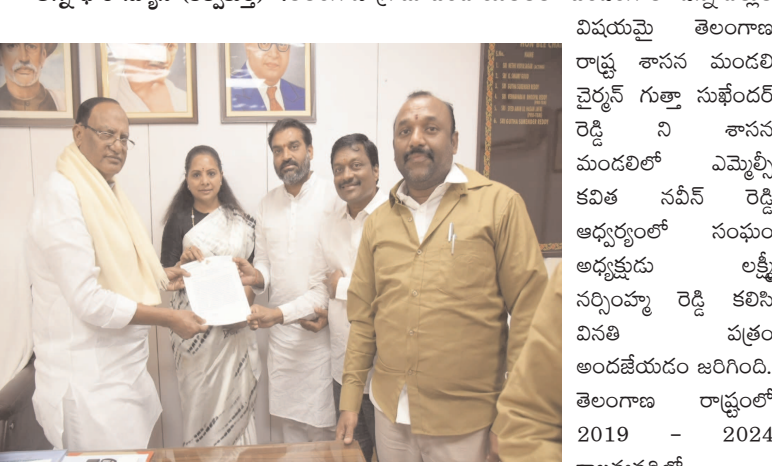 విషయమై తెలంగాణ
రాష్ట్ర శాసన మండలి
చైర్మన్ గుత్తా సుఖేందర్
రెడ్డి ని శాసన
మండలిలో ఎమ్మెల్సీ
కవిత నవీన్ రెడ్డి
ఆధ్వర్యంలో సంఘం
అధ్యక్షుడు లక్ష్మీ
నర్సింహ్మ రెడ్డి కలిసి
వినతి పత్రం
అందజేయడం జరిగింది.
తెలంగాణ రాష్ట్రంలో
2019 – 2024